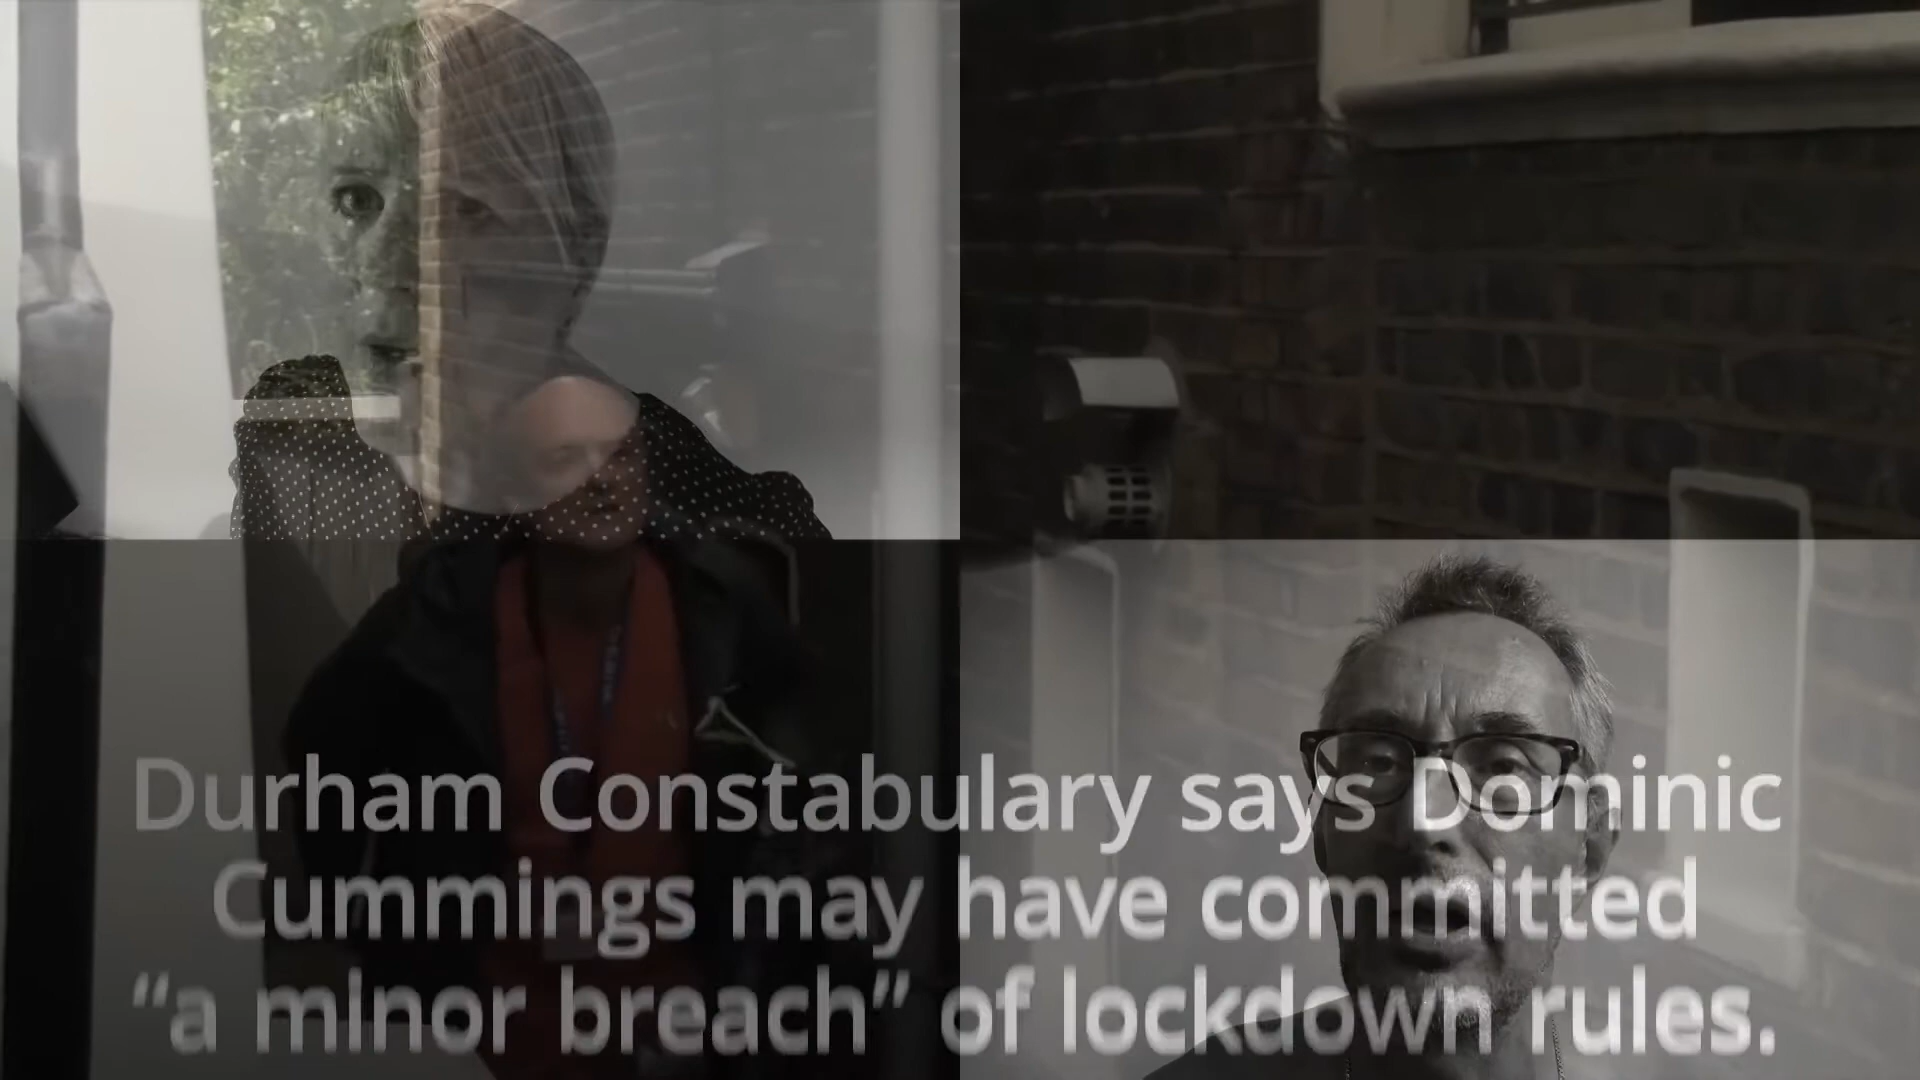 Durham Constabulary says Dominic
Cummings may have committed
“a minor breach” of lockdown rules.